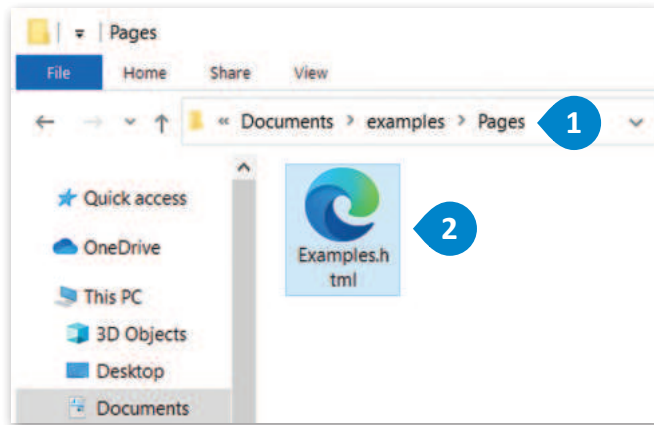 Pages
File Home Share View
« Documents > examples > Pages 1
Quick access
OneDrive
This PC
3D Objects
Desktop
Documents
Examples.h
tml
2